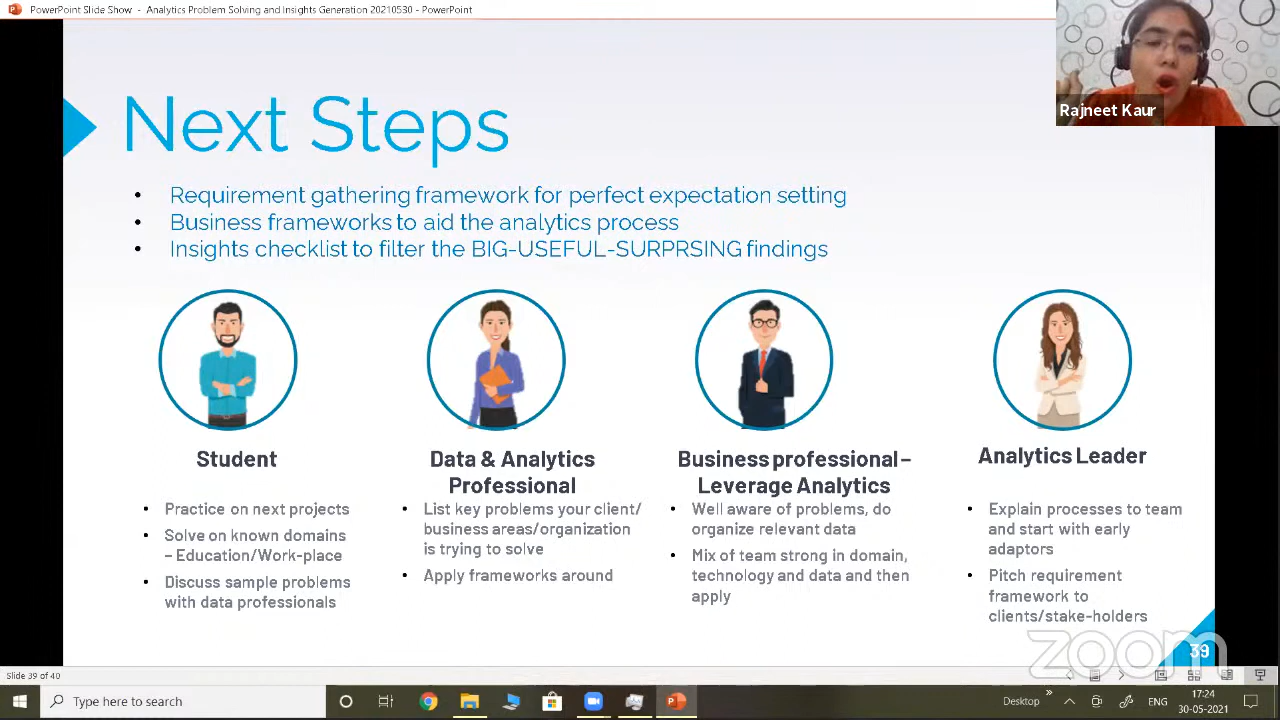 PowerPoint Slide Show - Analytics Problem Solving and Insights Generation 20210530 - PowerPoint
Rajneet Kaur
Next Steps
• Requirement gathering framework for perfect expectation setting
• Business frameworks to aid the analytics process
• Insights checklist to filter the BIG-USEFUL-SURPRSING findings
Student
• Practice on next projects
• Solve on known domains
– Education/Work-place
• Discuss sample problems
with data professionals
Data & Analytics
Professional
• List key problems your client/
business areas/organization
is trying to solve
• Apply frameworks around
Business professional –
Leverage Analytics
• Well aware of problems, do
organize relevant data
• Mix of team strong in domain,
technology and data and then
apply
Analytics Leader
• Explain processes to team
and start with early
adaptors
• Pitch requirement
framework to
clients/stake-holders
zoom
39
Slide 39 of 40
Type here to search
Desktop
ENG
17:24
30-05-2021